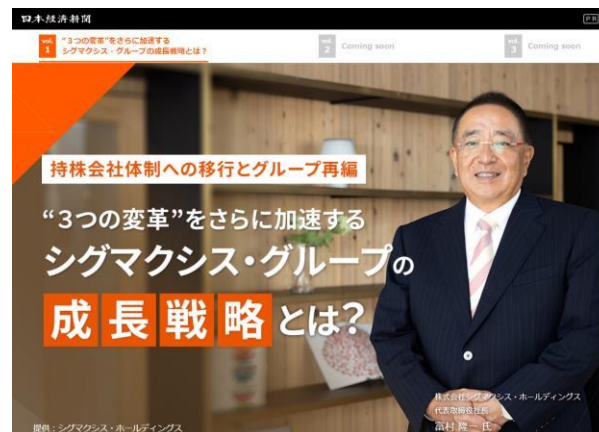 日本経済新聞
PR
vol.
1
“3つの変革”をさらに加速する
シグマクシス・グループの成長戦略とは？
vol.
2
Coming soon
vol.
3
Coming soon
持株会社体制への移行とグループ再編
“3つの変革”をさらに加速する
シグマクシス・グループの
成長戦略とは?
株式会社シグマクシス・ホールディングス
代表取締役社長
富村 隆一 氏
提供：シグマクシス・ホールディングス